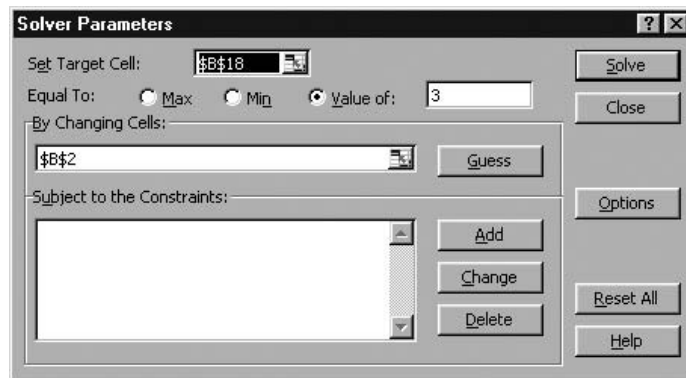 Solver Parameters
Set Target Cell: $B$18 Solve
Equal To: Max Min Value of: 3 Close
By Changing Cells:
$B$2 Guess
Subject to the Constraints: Options
Add
Change
Reset All
Delete
Help